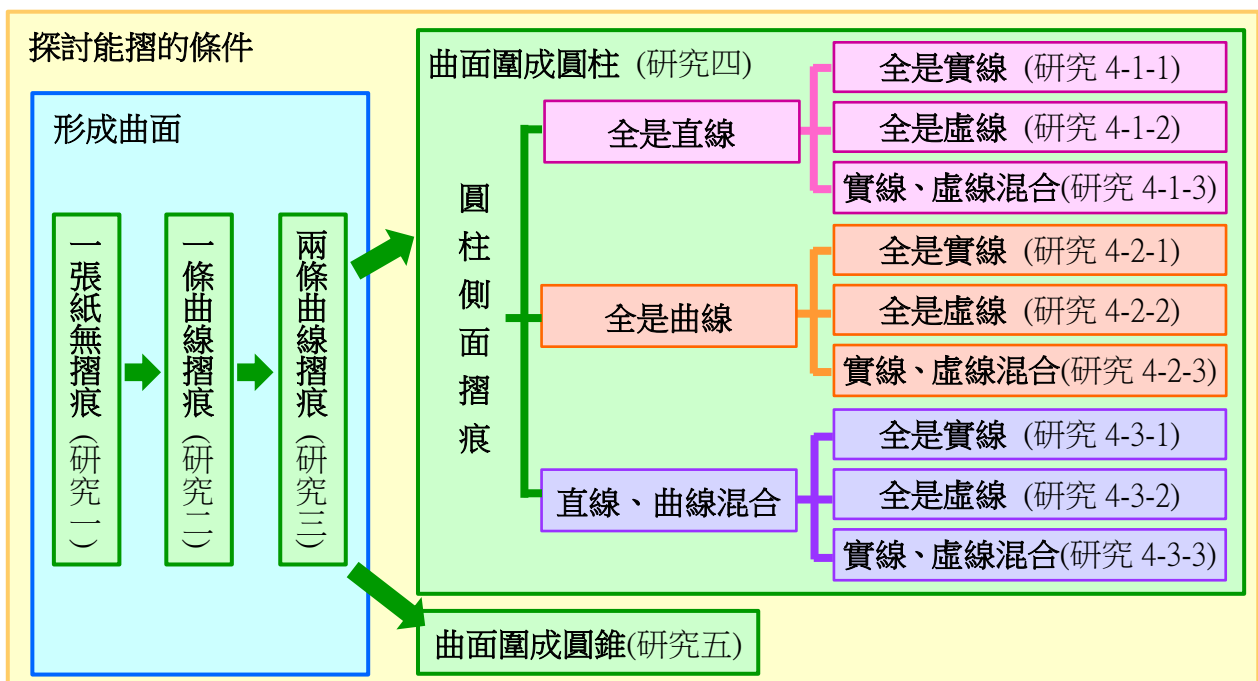 探討能摺的條件
形成曲面
一張紙無摺痕 (研究一)
一條曲線摺痕 (研究二)
兩條曲線摺痕 (研究三)
曲面圍成圓柱 (研究四)
圓柱側面摺痕
全是直線
全是實線 (研究 4-1-1)
全是虛線 (研究 4-1-2)
實線、虛線混合(研究 4-1-3)
全是曲線
全是實線 (研究 4-2-1)
全是虛線 (研究 4-2-2)
實線、虛線混合(研究 4-2-3)
直線、曲線混合
全是實線 (研究 4-3-1)
全是虛線 (研究 4-3-2)
實線、虛線混合(研究 4-3-3)
曲面圍成圓錐(研究五)